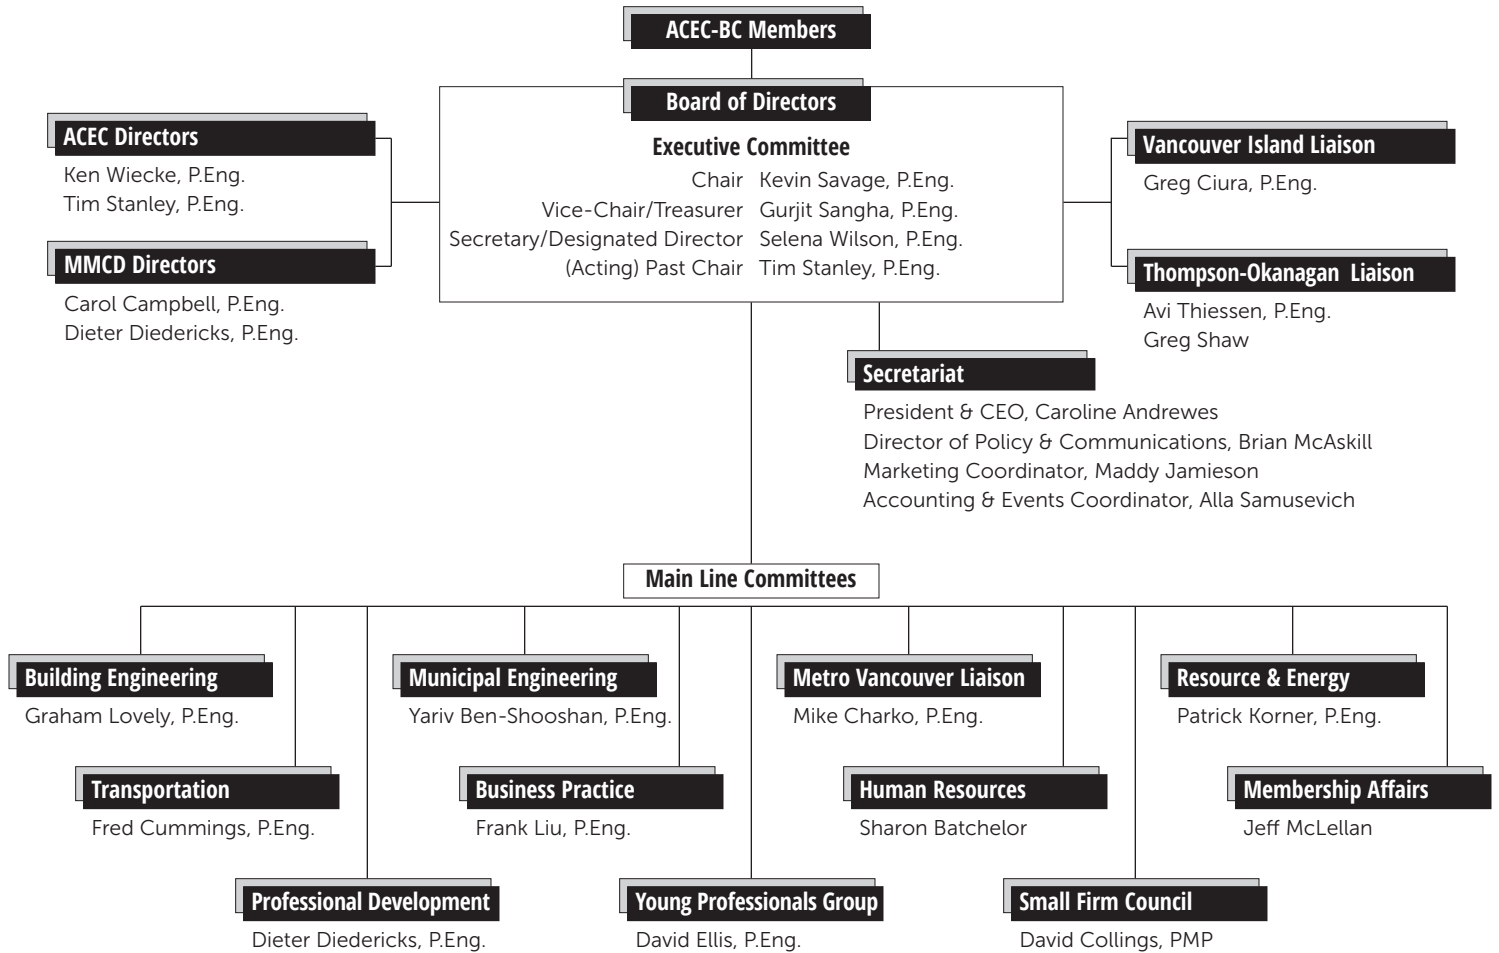 ACEC-BC Members
Board of Directors
Executive Committee
Chair Kevin Savage, P.Eng.
Vice-Chair/Treasurer Gurjit Sangha, P.Eng.
Secretary/Designated Director Selena Wilson, P.Eng.
(Acting) Past Chair Tim Stanley, P.Eng.
ACEC Directors
Ken Wiecke, P.Eng.
Tim Stanley, P.Eng.
MMCD Directors
Carol Campbell, P.Eng.
Dieter Diedericks, P.Eng.
Vancouver Island Liaison
Greg Ciura, P.Eng.
Thompson-Okanagan Liaison
Avi Thiessen, P.Eng.
Greg Shaw
Secretariat
President & CEO, Caroline Andrewes
Director of Policy & Communications, Brian McAskill
Marketing Coordinator, Maddy Jamieson
Accounting & Events Coordinator, Alla Samusevich
Main Line Committees
Building Engineering
Graham Lovely, P.Eng.
Municipal Engineering
Yariv Ben-Shooshan, P.Eng.
Metro Vancouver Liaison
Mike Charko, P.Eng.
Resource & Energy
Patrick Korner, P.Eng.
Transportation
Fred Cummings, P.Eng.
Business Practice
Frank Liu, P.Eng.
Human Resources
Sharon Batchelor
Membership Affairs
Jeff McLellan
Professional Development
Dieter Diedericks, P.Eng.
Young Professionals Group
David Ellis, P.Eng.
Small Firm Council
David Collings, PMP